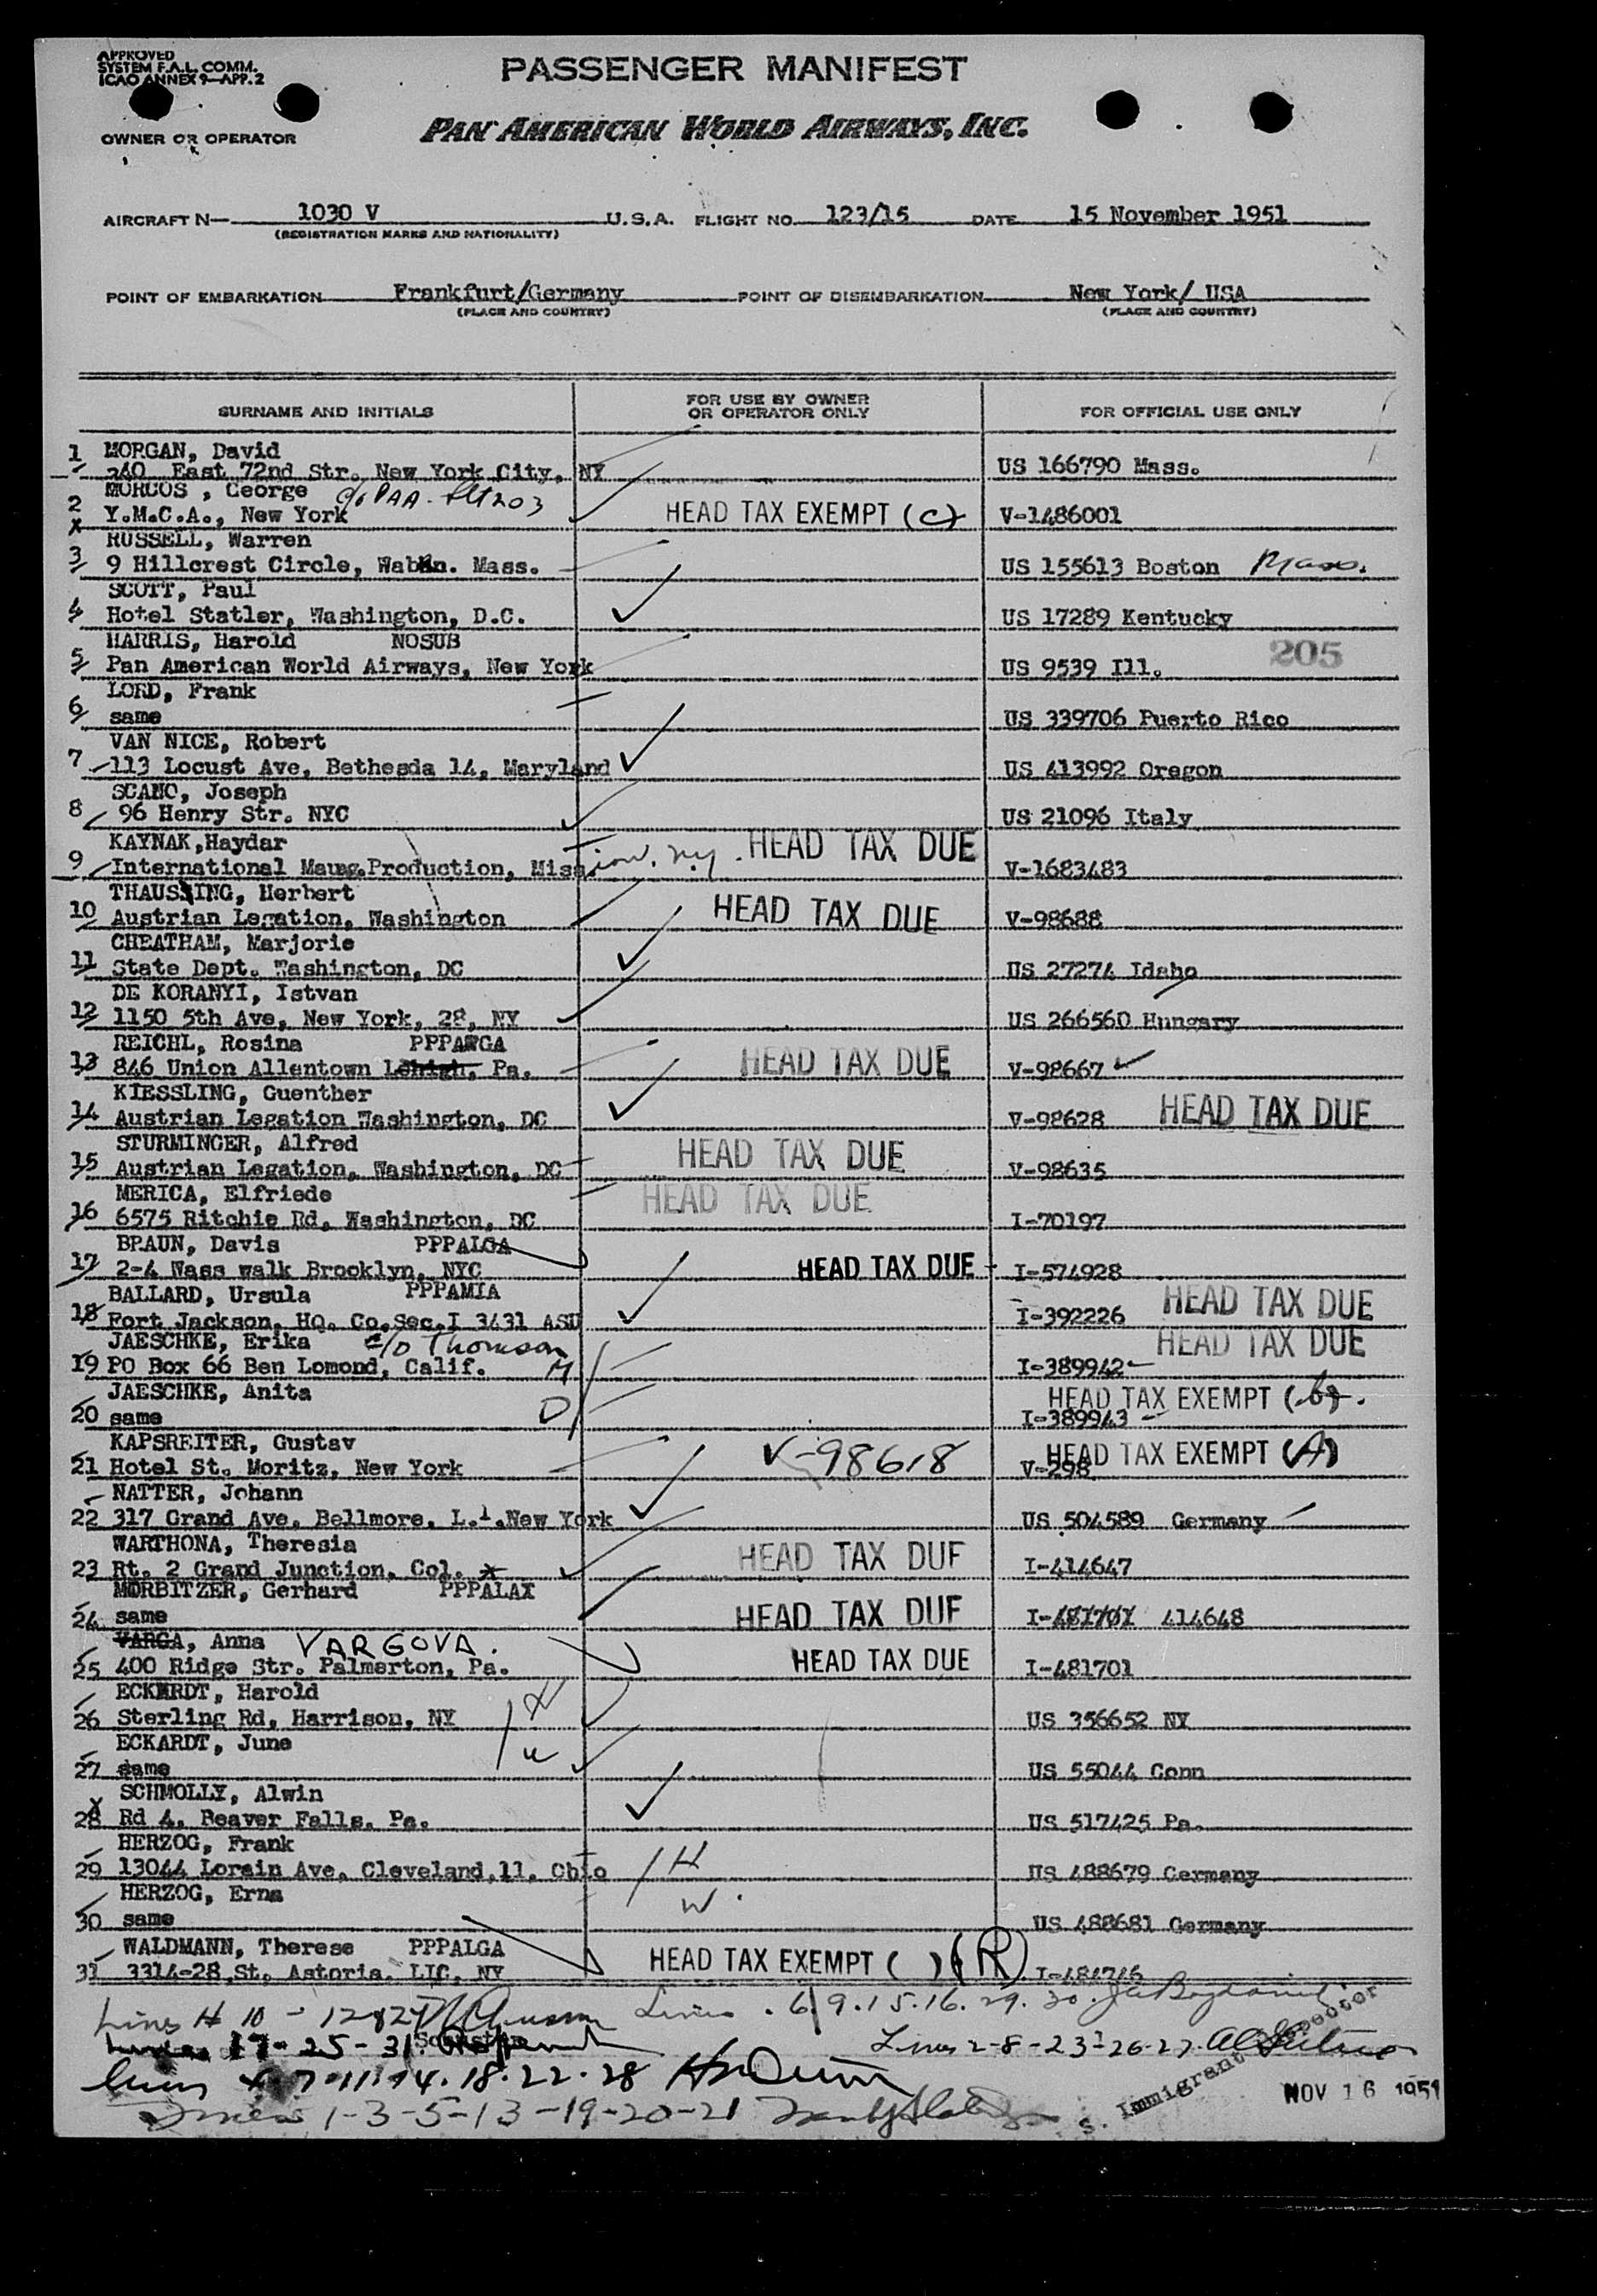 APPROVED
SYSTEM F.A.L. COMM.
ICAO ANNEX 9—APP. 2
PASSENGER MANIFEST
OWNER OR OPERATOR
PAN AMERICAN WORLD AIRWAYS, INC.
AIRCRAFT N— 1030 V U.S.A. FLIGHT NO. 123/15 DATE 15 November 1951
(REGISTRATION MARKS AND NATIONALITY)
POINT OF EMBARKATION Frankfurt/Germany POINT OF DISEMBARKATION New York/ USA
(PLACE AND COUNTRY) (PLACE AND COUNTRY)
SURNAME AND INITIALS FOR USE BY OWNER OR OPERATOR ONLY FOR OFFICIAL USE ONLY
1 MORGAN, David
240 East 72nd Str. New York City, NY US 166790 Mass.
2 MORCOS , George c/o PAA
Y.M.C.A., New York HEAD TAX EXEMPT (C) V-1486001
RUSSELL, Warren
3 9 Hillcrest Circle, Waban. Mass. US 155613 Boston Mass.
SCOTT, Paul
4 Hotel Statler, Washington, D.C. US 17289 Kentucky
HARRIS, Harold NOSUB
5 Pan American World Airways, New York US 9539 Ill. 205
LORD, Frank
6 same US 339706 Puerto Rico
VAN NICE, Robert
7 113 Locust Ave, Bethesda 14, Maryland US 413992 Oregon
SCANO, Joseph
8 96 Henry Str. NYC US 21096 Italy
KAYNAK,Haydar HEAD TAX DUE
9 International Production, V-1683483
THAUSING, Herbert
10 Austrian Legation, Washington HEAD TAX DUE V-98688
CHEATHAM, Marjorie
11 State Dept. Washington, DC US 27274 Idaho
DE KORANYI, Istvan
12 1150 5th Ave, New York, 28, NY US 266560 Hungary
REICHL, Rosina PPPAWGA
13 846 Union Allentown Lehigh, Pa. HEAD TAX DUE V-98667
KIESSLING, Guenther
14 Austrian Legation Washington, DC V-98628 HEAD TAX DUE
STURMINGER, Alfred
15 Austrian Legation, Washington, DC HEAD TAX DUE V-98635
MERICA, Elfriede
16 6575 Ritchie Rd, Washington, DC HEAD TAX DUE I-70197
BRAUN, Davis PPPALGA
17 2-4 Nass walk Brooklyn, NYC HEAD TAX DUE I-574928
BALLARD, Ursula PPPAMIA
18 Fort Jackson, HQ. Co.Sec.I 3431 ASU I-392226 HEAD TAX DUE
JAESCHKE, Erika c/o Thomson HEAD TAX DUE
19 PO Box 66 Ben Lomond, Calif. M I-389942
JAESCHKE, Anita HEAD TAX EXEMPT (b)
20 same D I-389943
KAPSREITER, Gustav
21 Hotel St. Moritz, New York V-98618 HEAD TAX EXEMPT (A) V-298
NATTER, Johann
22 317 Grand Ave, Bellmore, L.I.New York US 504589 Germany
WARTHONA, Theresia
23 Rt. 2 Grand Junction, Col. HEAD TAX DUE I-414647
MORBITZER, Gerhard PPPALAX
24 same HEAD TAX DUE I-481701 414648
VARGA, Anna VARGOVA.
25 400 Ridge Str. Palmerton, Pa. HEAD TAX DUE I-481701
ECKARDT, Harold
26 Sterling Rd, Harrison, NY H US 356652 NY
ECKARDT, June
27 same W US 55044 Conn
SCHMOLLY, Alwin
28 Rd 4, Beaver Falls, Pa. US 517425 Pa.
HERZOG, Frank
29 13044 Lorain Ave, Cleveland,11, Ohio H US 488679 Germany
HERZOG, Erna W
30 same US 488681 Germany
WALDMANN, Therese PPPALGA
31 3314-28,St. Astoria, LIC, NY HEAD TAX EXEMPT ( ) (R) I-481716
Lines # 10 - 12 Lines . 6 9.15.16.29.30.
Lines 17-25-31 Lines 2-8-23-26-27.
Lines 4-7-11-14.18.22.28
Lines 1-3-5-13-19-20-21
S. Immigrant Inspector
NOV 16 1951